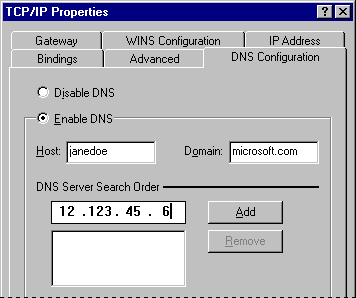 TCP/IP Properties
Gateway WINS Configuration IP Address
Bindings Advanced DNS Configuration
Disable DNS
Enable DNS
Host: janedoe Domain: microsoft.com
DNS Server Search Order
12 .123. 45 . 6
Add
Remove